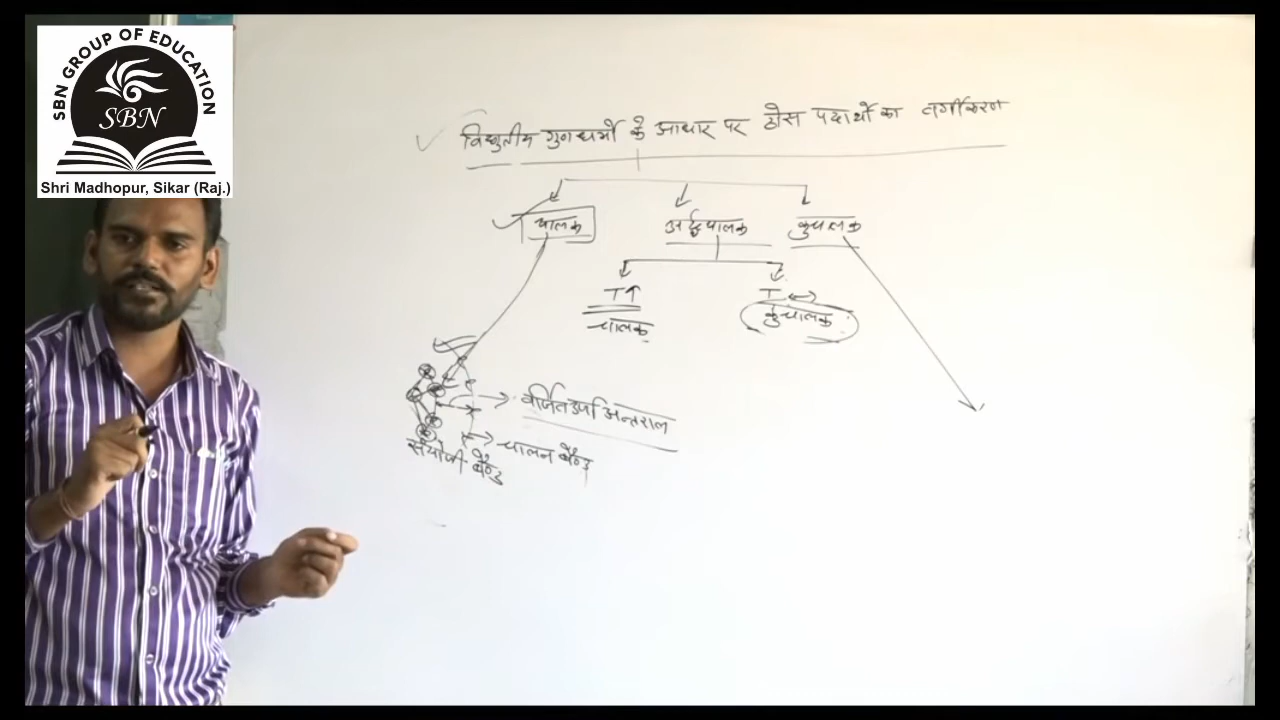 SBN GROUP OF EDUCATION
SBN
Shri Madhopur, Sikar (Raj.)
विधुतीय गुणधर्मो के आधार पर ठोस पदार्थो का वर्गीकरण
चालक अर्द्धचालक कुचालक
T↑ T
चालक कुचालक
वर्जित ऊर्जा अन्तराल
चालन बैण्ड
संयोजी बैण्ड